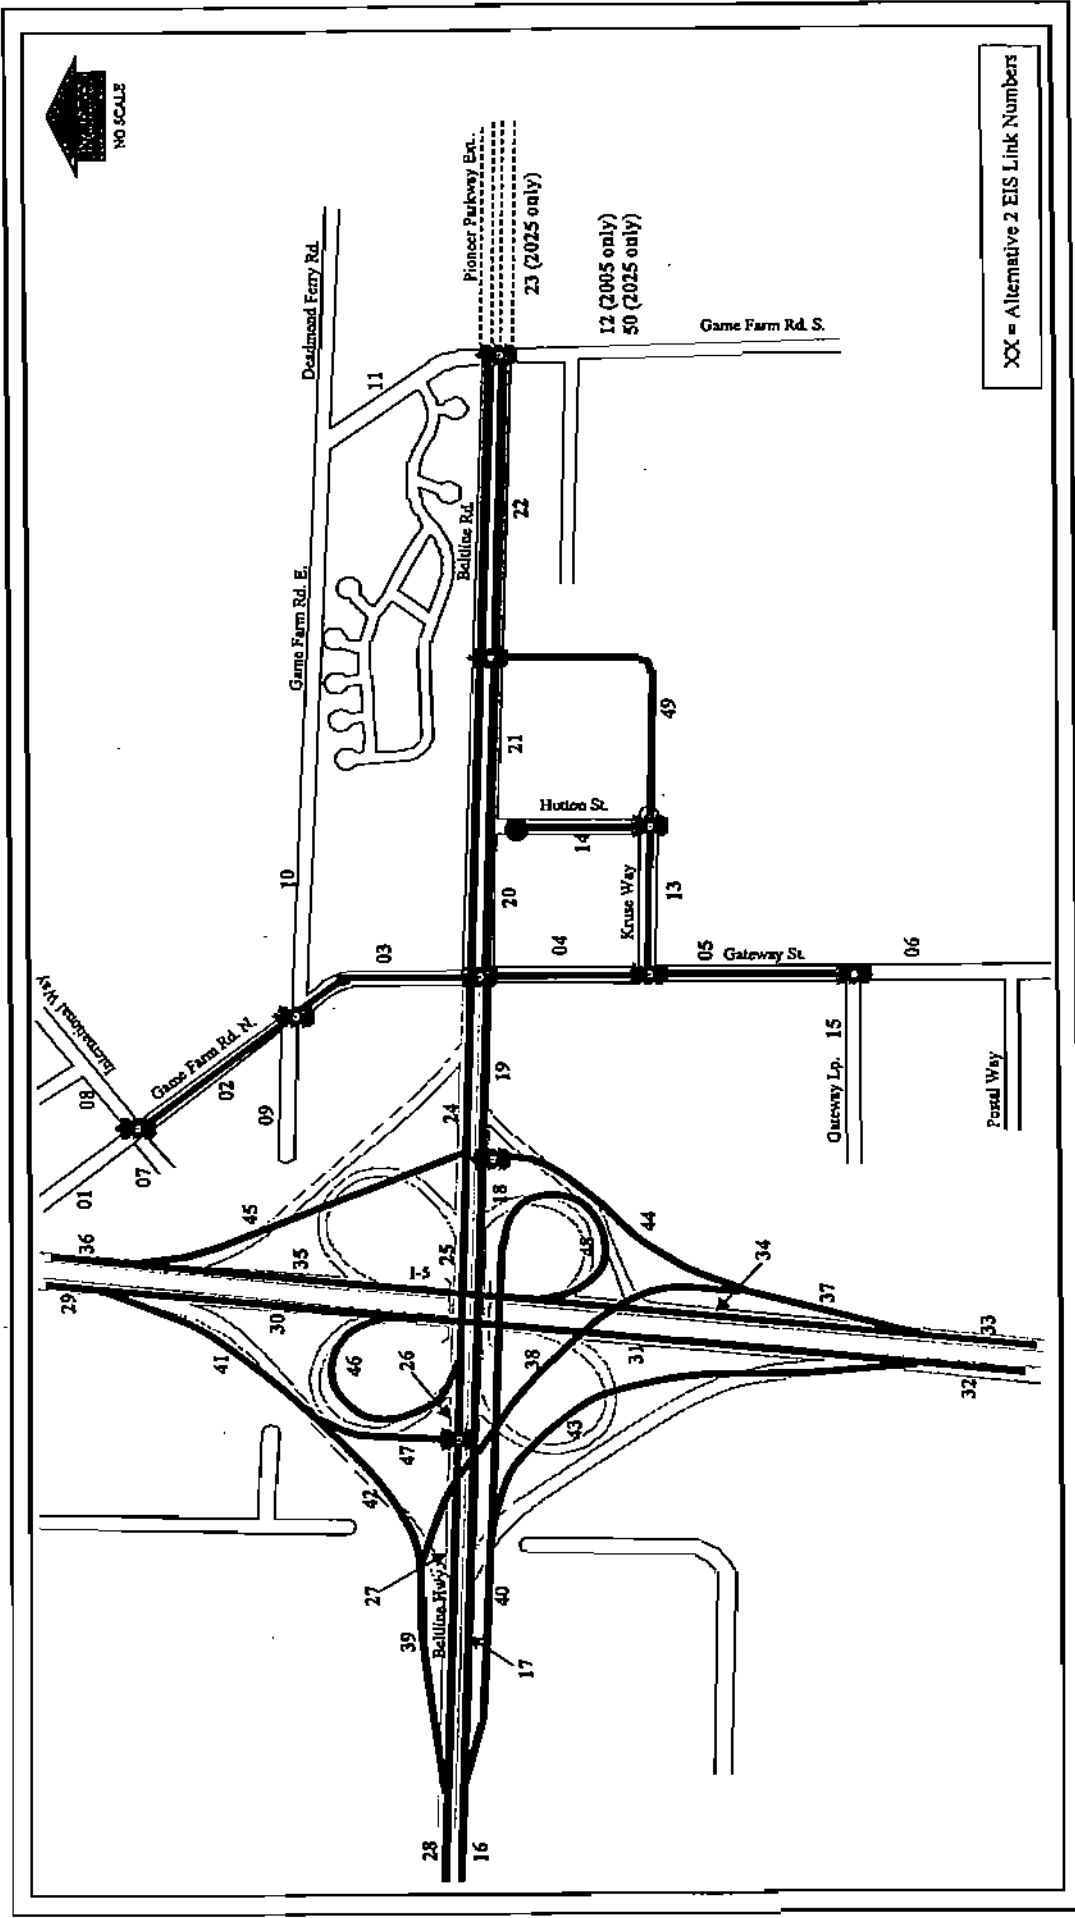 NO SCALE
XX = Alternative 2 EIS Link Numbers
International Way
Game Farm Rd. N.
Game Farm Rd. E.
Deadmond Ferry Rd.
Pioneer Parkway Ext.
23 (2025 only)
12 (2005 only)
50 (2025 only)
Game Farm Rd. S.
Beltline Rd.
Hutton St.
Kruse Way
Gateway St.
Gateway Lp.
Postal Way
I-5
Beltline Hwy.
01
02
03
04
05
06
07
08
09
10
11
13
14
15
16
17
18
19
20
21
22
24
25
26
27
28
29
30
31
32
33
34
35
36
37
38
39
40
41
42
43
44
45
46
47
48
49